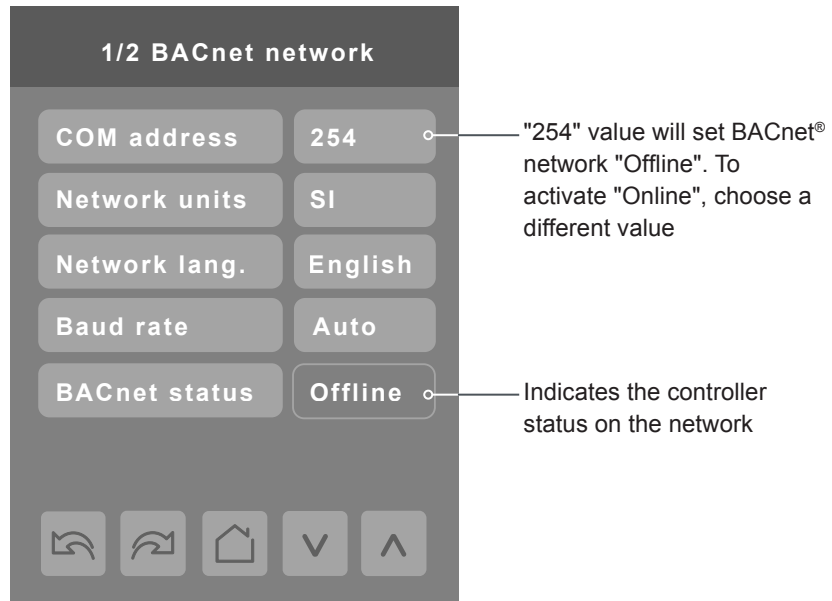 1/2 BACnet network
COM address 254
"254" value will set BACnet®
network "Offline". To
activate "Online", choose a
different value
Network units SI
Network lang. English
Baud rate Auto
BACnet status Offline
Indicates the controller
status on the network